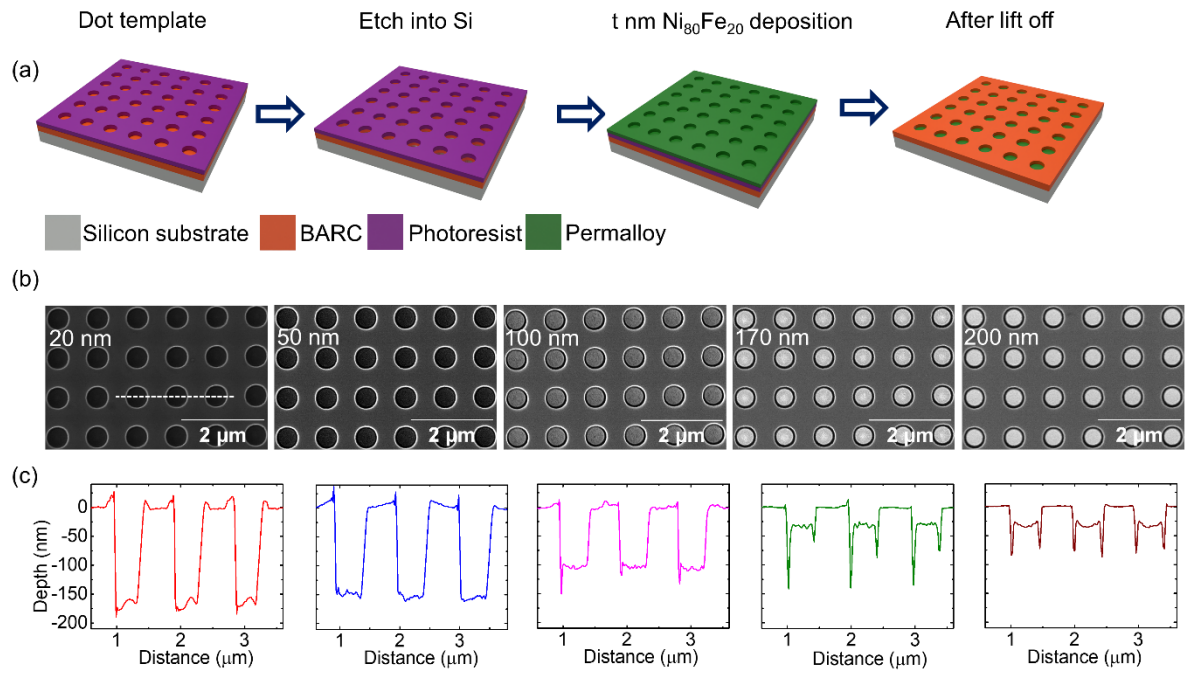 Dot template
Etch into Si
t nm Ni₈₀Fe₂₀ deposition
After lift off
(a)
Silicon substrate
BARC
Photoresist
Permalloy
(b)
20 nm
50 nm
100 nm
170 nm
200 nm
2 μm
2 μm
2 μm
2 μm
2 μm
(c)
Depth (nm)
0
-50
-100
-150
-200
1 2 3
1 2 3
1 2 3
1 2 3
1 2 3
Distance (μm)
Distance (μm)
Distance (μm)
Distance (μm)
Distance (μm)